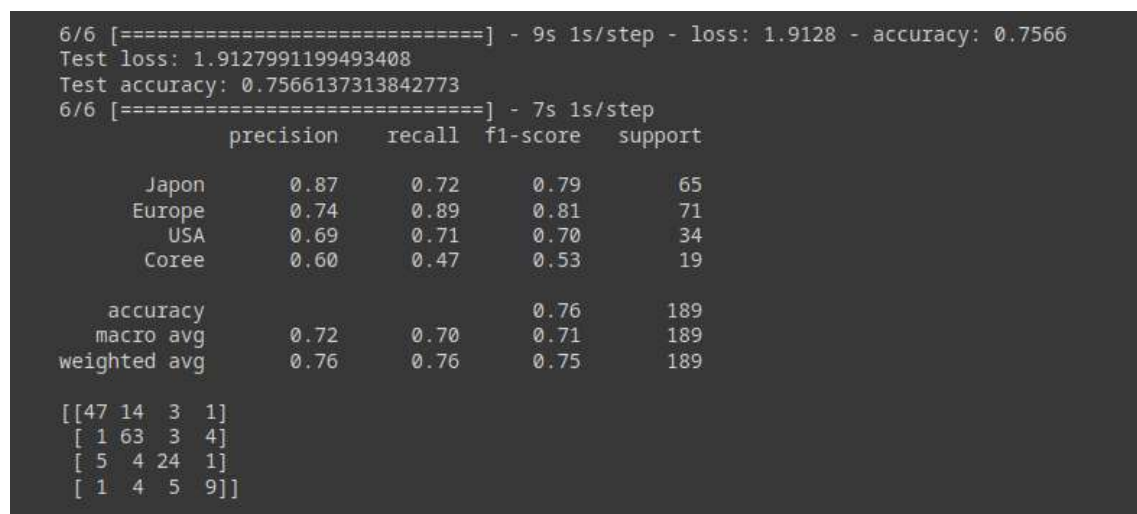 6/6 [==============================] - 9s 1s/step - loss: 1.9128 - accuracy: 0.7566
Test loss: 1.9127991199493408
Test accuracy: 0.7566137313842773
6/6 [==============================] - 7s 1s/step
precision recall f1-score support
Japon 0.87 0.72 0.79 65
Europe 0.74 0.89 0.81 71
USA 0.69 0.71 0.70 34
Coree 0.60 0.47 0.53 19
accuracy 0.76 189
macro avg 0.72 0.70 0.71 189
weighted avg 0.76 0.76 0.75 189
[[47 14 3 1]
[ 1 63 3 4]
[ 5 4 24 1]
[ 1 4 5 9]]